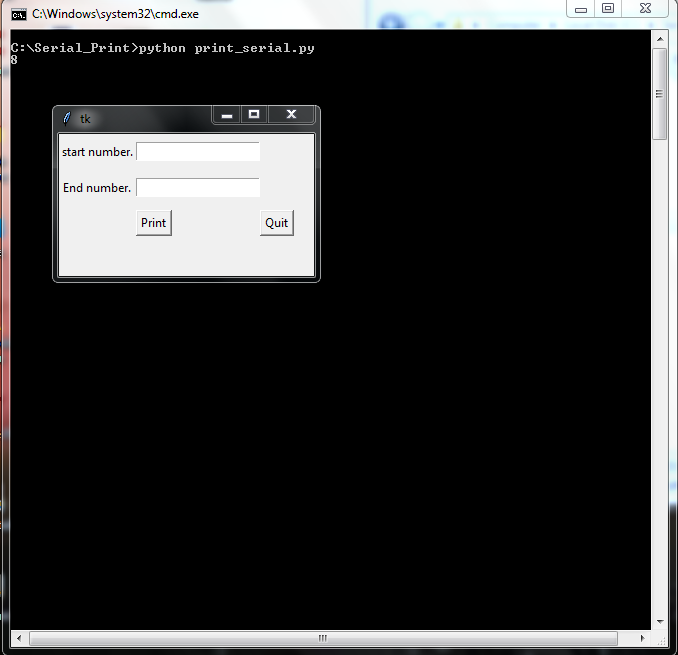 C:\Windows\system32\cmd.exe
C:\Serial_Print>python print_serial.py
8
tk
start number.
End number.
Print Quit